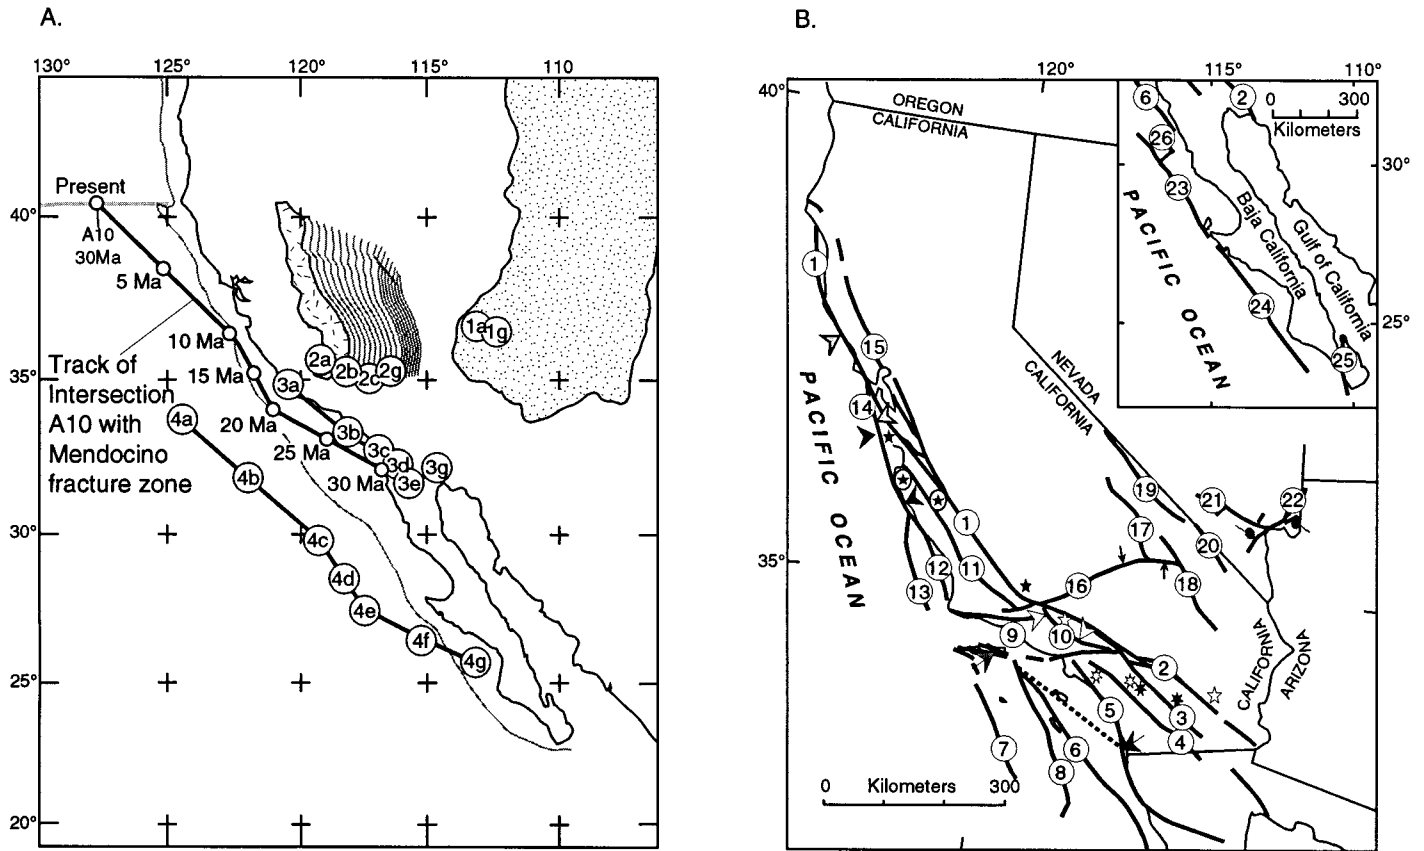 A.
130°
125°
120°
115°
110
Present
40°
A10
30Ma
5 Ma
10 Ma
Track of
Intersection
A10 with
Mendocino
fracture zone
15 Ma
20 Ma
25 Ma
30 Ma
35°
30°
25°
20°
1a
1g
2a
2b
2c
2g
3a
3b
3c
3d
3e
3g
4a
4b
4c
4d
4e
4f
4g
B.
120°
115°
110°
40°
35°
OREGON
CALIFORNIA
NEVADA
CALIFORNIA
CALIFORNIA
ARIZONA
PACIFIC OCEAN
1
15
14
1
12
11
13
16
9
10
2
3
4
5
6
7
8
17
18
19
20
21
22
0 Kilometers 300
6
2
0 300
Kilometers
26
23
24
25
30°
25°
PACIFIC OCEAN
Baja California
Gulf of California